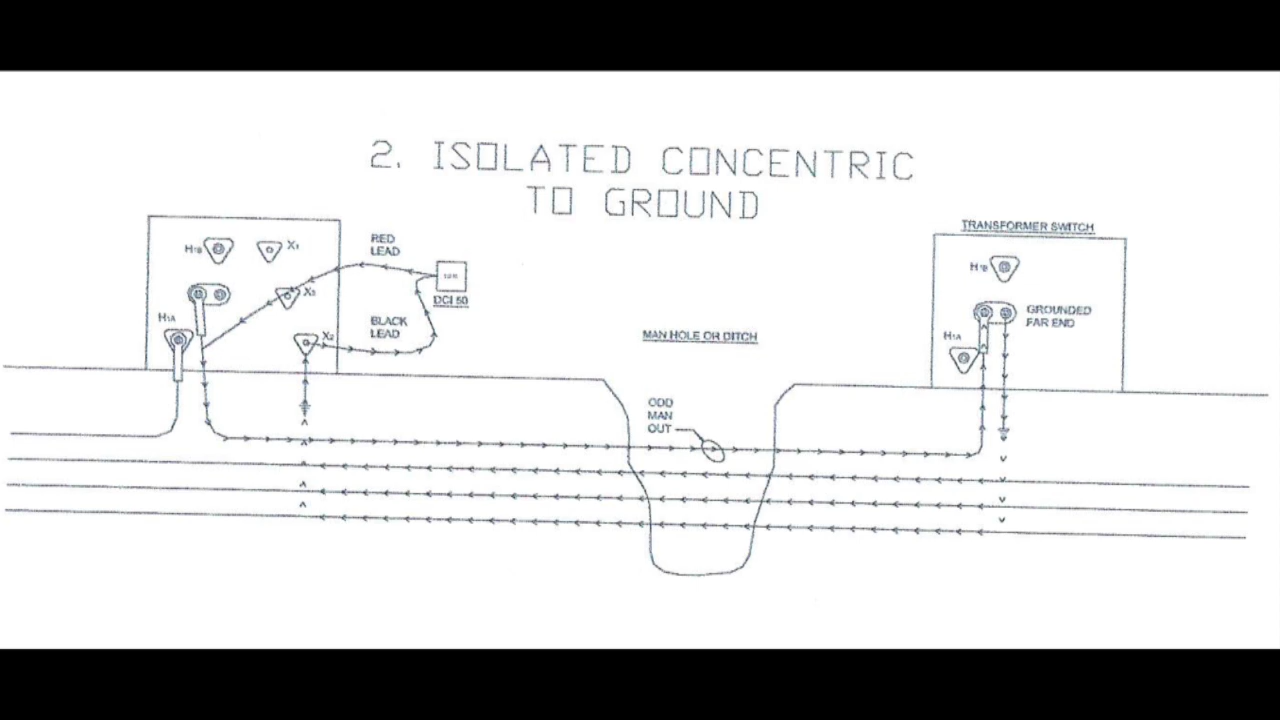 2. ISOLATED CONCENTRIC
TO GROUND
TRANSFORMER SWITCH
H1B
X1
RED
LEAD
X3
DCI 50
H1A
BLACK
LEAD
X2
MAN HOLE OR DITCH
H1B
GROUNDED
FAR END
H1A
ODD
MAN
OUT